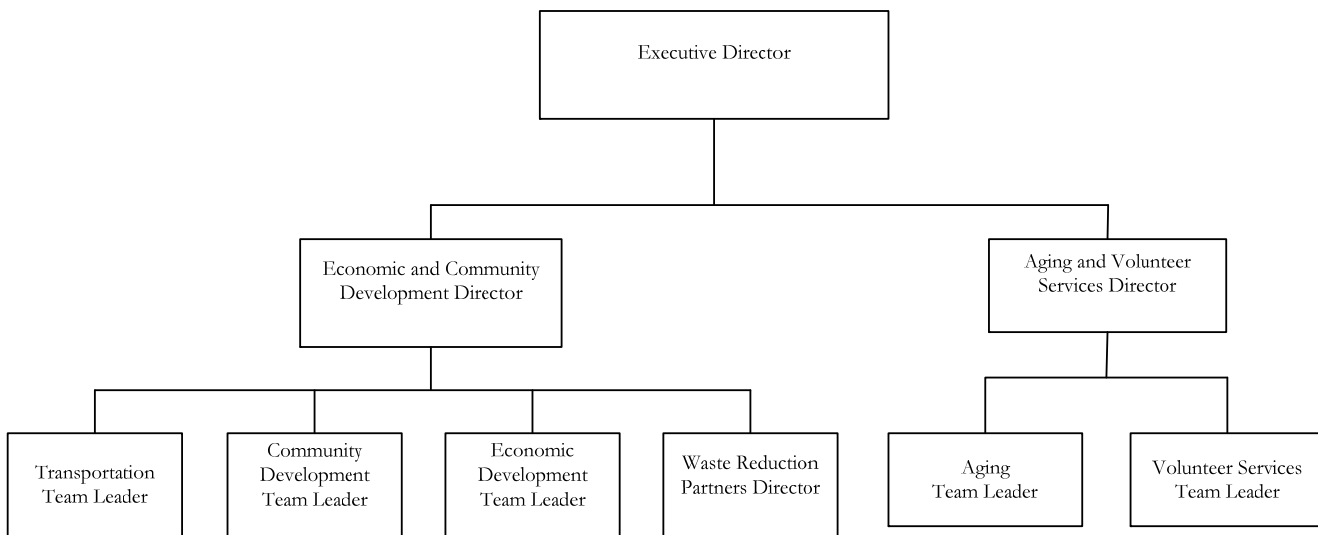 Executive Director
Economic and Community
Development Director
Aging and Volunteer
Services Director
Transportation
Team Leader
Community
Development
Team Leader
Economic
Development
Team Leader
Waste Reduction
Partners Director
Aging
Team Leader
Volunteer Services
Team Leader